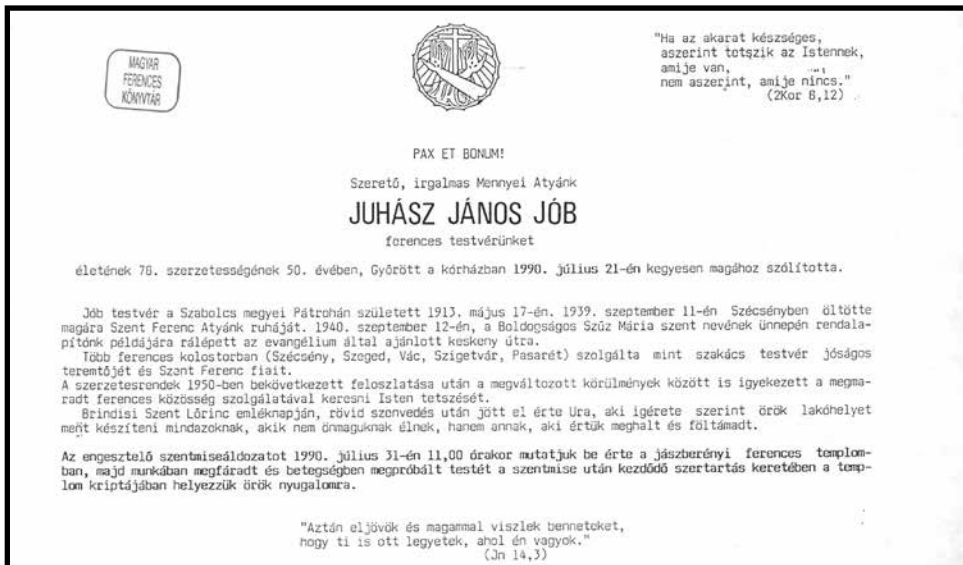 MAGYAR
FERENCES
KÖNYVTÁR
"Ha az akarat készséges,
aszerint tetszik az Istennek,
amije van,
nem aszerint, amije nincs."
(2Kor 8,12)
PAX ET BONUM!
Szerető, irgalmas Mennyei Atyánk
JUHÁSZ JÁNOS JÓB
ferences testvérünket
életének 78. szerzetességének 50. évében, Győrött a kórházban 1990. július 21-én kegyesen magához szólította.
Jób testvér a Szabolcs megyei Pátrohán született 1913. május 17-én. 1939. szeptember 11-én Szécsényben öltötte
magára Szent Ferenc Atyánk ruháját. 1940. szeptember 12-én, a Boldogságos Szűz Mária szent nevének ünnepén rendala-
pítónk példájára rálépett az evangélium által ajánlott keskeny útra.
Több ferences kolostorban (Szécsény, Szeged, Vác, Szigetvár, Pasarét) szolgálta mint szakács testvér jóságos
teremtőjét és Szent Ferenc fiait.
A szerzetesrendek 1950-ben bekövetkezett feloszlatása után a megváltozott körülmények között is igyekezett a megma-
radt ferences közösség szolgálatával keresni Isten tetszését.
Brindisi Szent Lőrinc emléknapján, rövid szenvedés után jött el érte Ura, aki igérete szerint örök lakóhelyet
ment készíteni mindazoknak, akik nem önmaguknak élnek, hanem annak, aki értük meghalt és föltámadt.
Az engesztelő szentmiseáldozatot 1990. július 31-én 11,00 órakor mutatjuk be érte a jászberényi ferences templom-
ban, majd munkában megfáradt és betegségben megpróbált testét a szentmise után kezdődő szertartás keretében a temp-
lom kriptájában helyezzük örök nyugalomra.
"Aztán eljövök és magammal viszlek benneteket,
hogy ti is ott legyetek, ahol én vagyok."
(Jn 14,3)